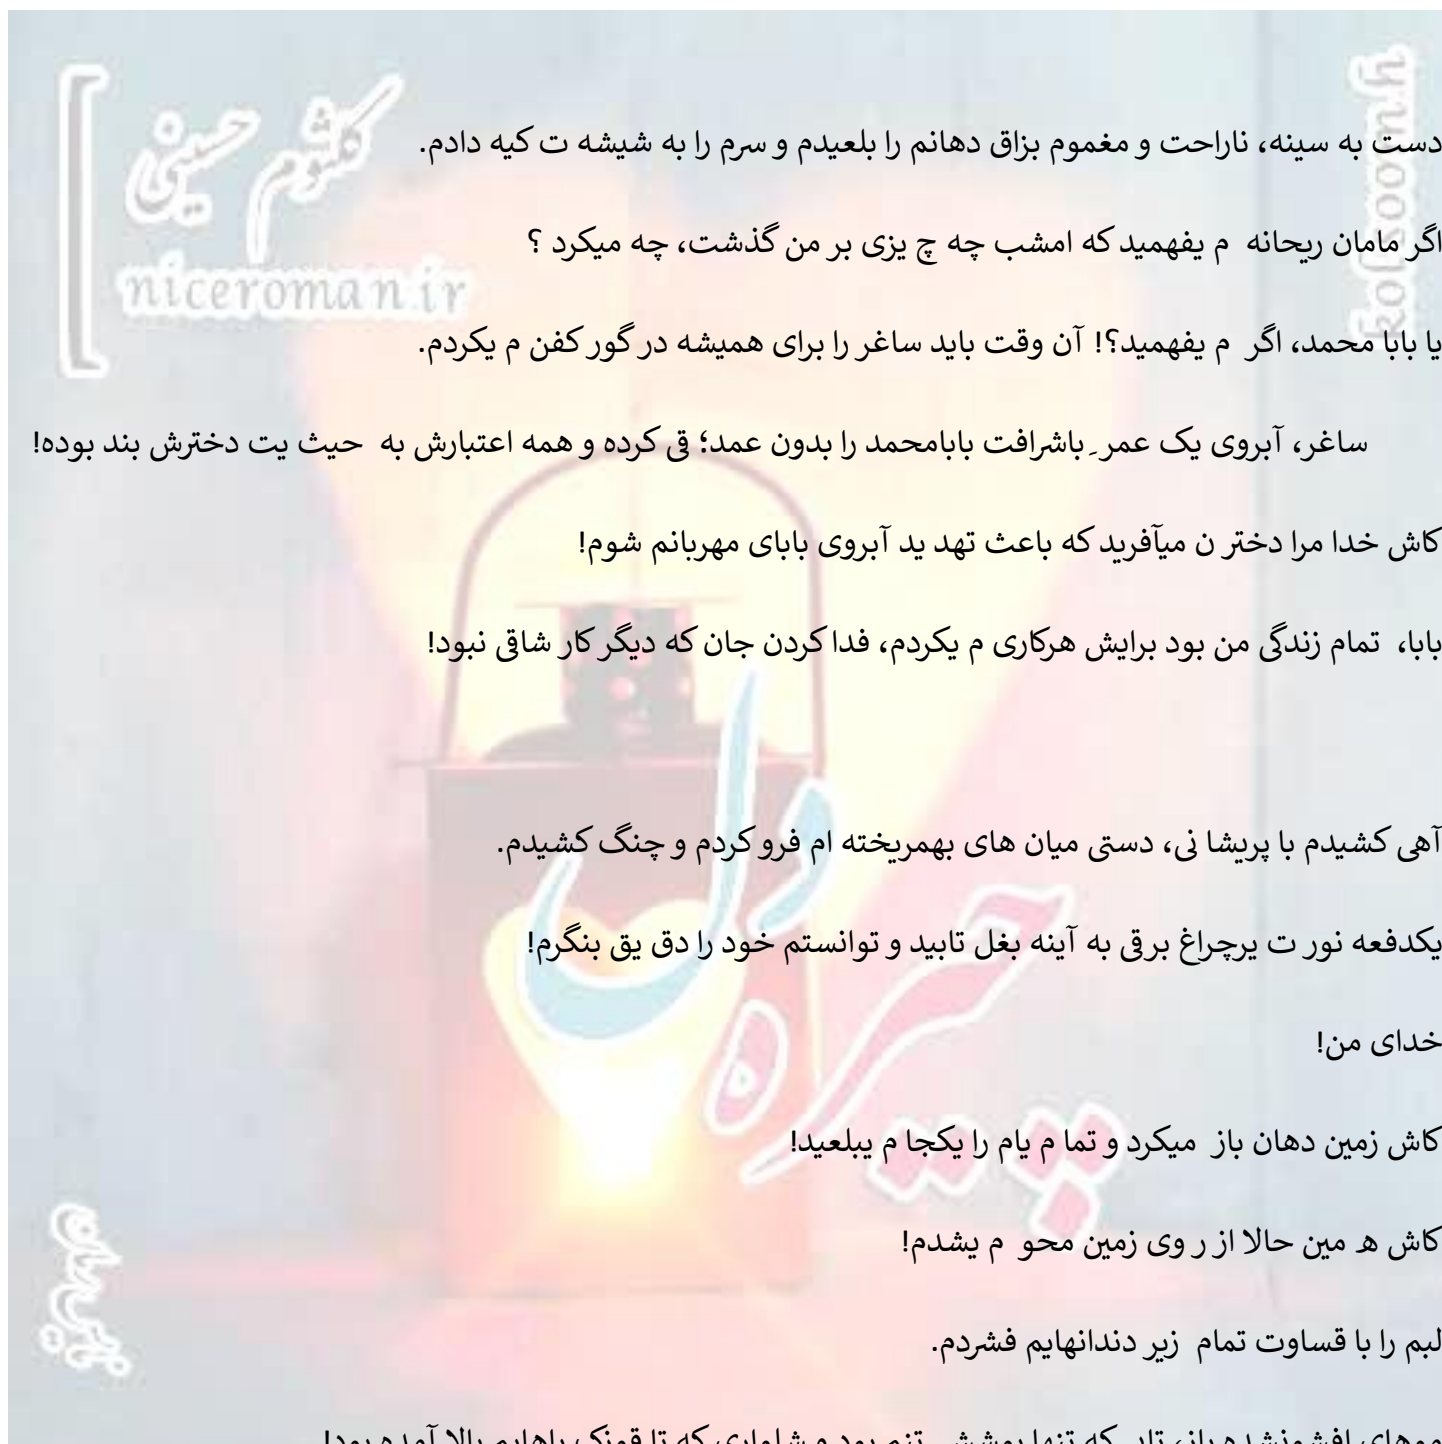 کلثوم حسینی
niceroman.ir
kolsoom.h
دست به سینه، ناراحت و مغموم بزاق دهانم را بلعیدم و سرم را به شیشه ت کیه دادم.
اگر مامان ریحانه م یفهمید که امشب چه چ یزی بر من گذشت، چه میکرد ؟
یا بابا محمد، اگر م یفهمید؟! آن وقت باید ساغر را برای همیشه در گور کفن م یکردم.
ساغر، آبروی یک عمر ِ باشرافت بابامحمد را بدون عمد؛ قی کرده و همه اعتبارش به حیث یت دخترش بند بوده!
کاش خدا مرا دختر ن میآفرید که باعث تهد ید آبروی بابای مهربانم شوم!
بابا، تمام زندگی من بود برایش هرکاری م یکردم، فدا کردن جان که دیگر کار شاقی نبود!
آهی کشیدم با پریشا نی، دستی میان های بهمریخته ام فرو کردم و چنگ کشیدم.
یکدفعه نور ت یرچراغ برقی به آینه بغل تابید و توانستم خود را دق یق بنگرم!
خدای من!
کاش زمین دهان باز میکرد و تما م یام را یکجا م یبلعید!
کاش ه مین حالا از ر وی زمین محو م یشدم!
لبم را با قساوت تمام زیر دندانهایم فشردم.
چیره دل